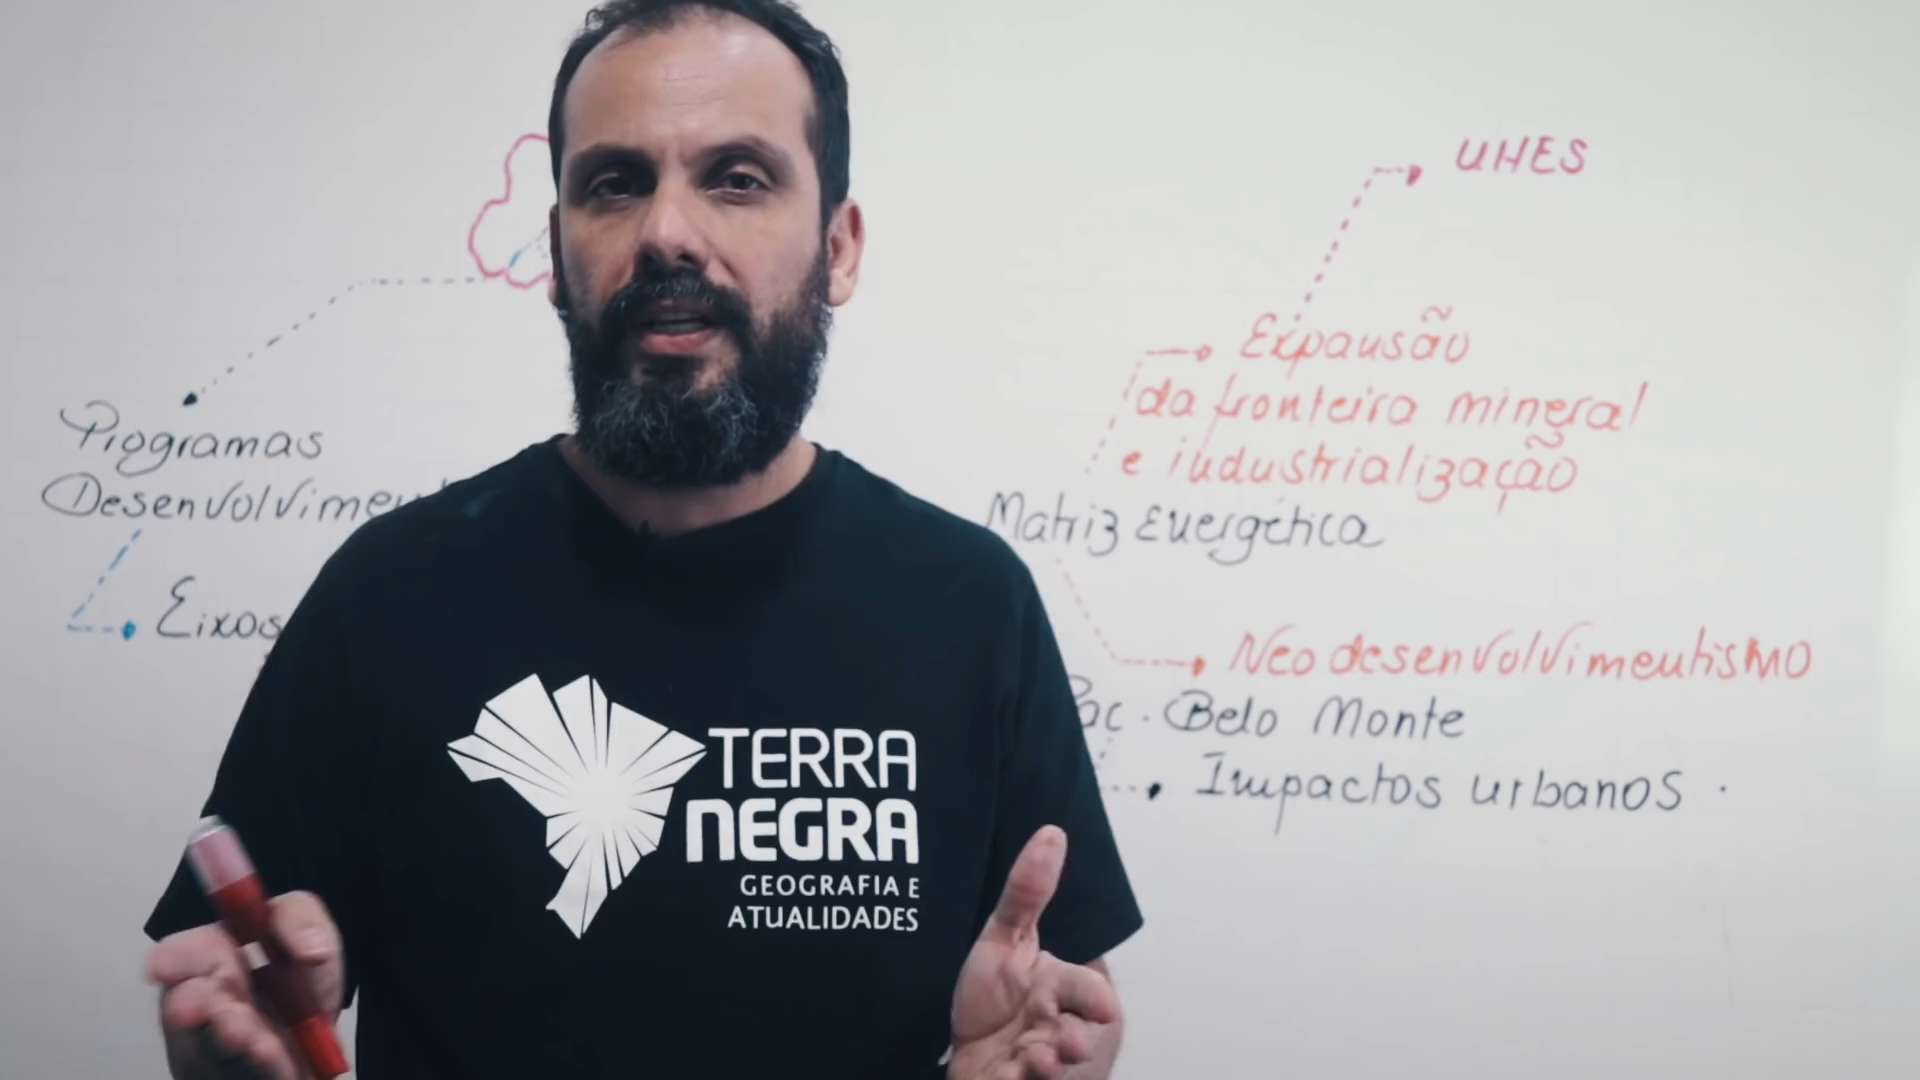 UHES
Expansão
da fronteira mineral
e industrialização
Programas
Desenvolvimen
Matriz Energética
Eixos
Neodesenvolvimentismo
Pac. Belo Monte
Impactos urbanos
TERRA
NEGRA
GEOGRAFIA E
ATUALIDADES